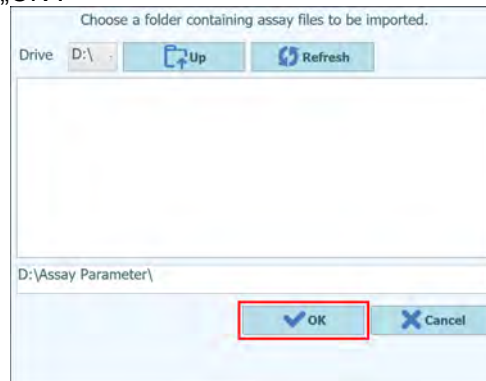 Choose a folder containing assay files to be imported.
Drive D:\ Up Refresh
D:\Assay Parameter\
OK Cancel